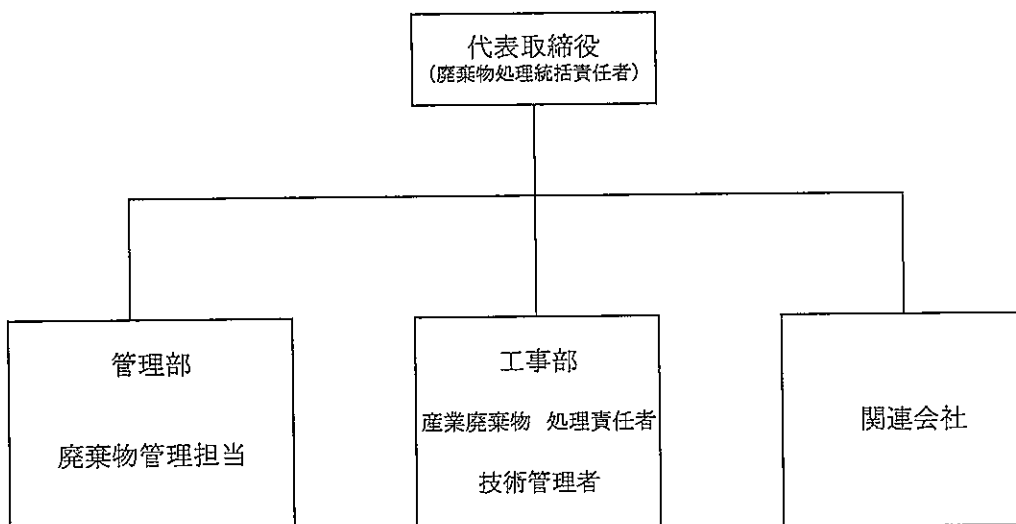 代表取締役
(廃棄物処理統括責任者)
管理部
廃棄物管理担当
工事部
産業廃棄物 処理責任者
技術管理者
関連会社